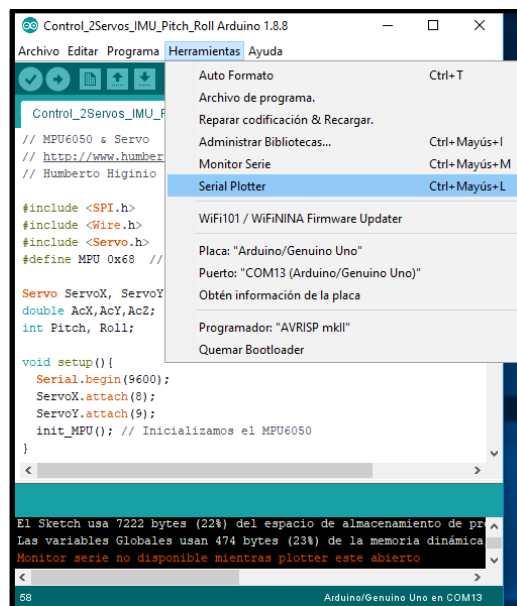 Control_2Servos_IMU_Pitch_Roll Arduino 1.8.8
Archivo Editar Programa Herramientas Ayuda
Auto Formato Ctrl+T
Archivo de programa.
Reparar codificación & Recargar.
Administrar Bibliotecas... Ctrl+Mayús+I
Monitor Serie Ctrl+Mayús+M
Serial Plotter Ctrl+Mayús+L
WiFi101 / WiFiNINA Firmware Updater
Placa: "Arduino/Genuino Uno"
Puerto: "COM13 (Arduino/Genuino Uno)"
Obtén información de la placa
Programador: "AVRISP mkII"
Quemar Bootloader
Control_2Servos_IMU_
// MPU6050 & Servo
// http://www.humber
// Humberto Higinio
#include <SPI.h>
#include <Wire.h>
#include <Servo.h>
#define MPU 0x68 //
Servo ServoX, ServoY
double AcX,AcY,AcZ;
int Pitch, Roll;
void setup(){
Serial.begin(9600);
ServoX.attach(8);
ServoY.attach(9);
init_MPU(); // Inicializamos el MPU6050
}
El Sketch usa 7222 bytes (22%) del espacio de almacenamiento de pr
Las variables Globales usan 474 bytes (23%) de la memoria dinámica
Monitor serie no disponible mientras plotter este abierto
58 Arduino/Genuino Uno en COM13